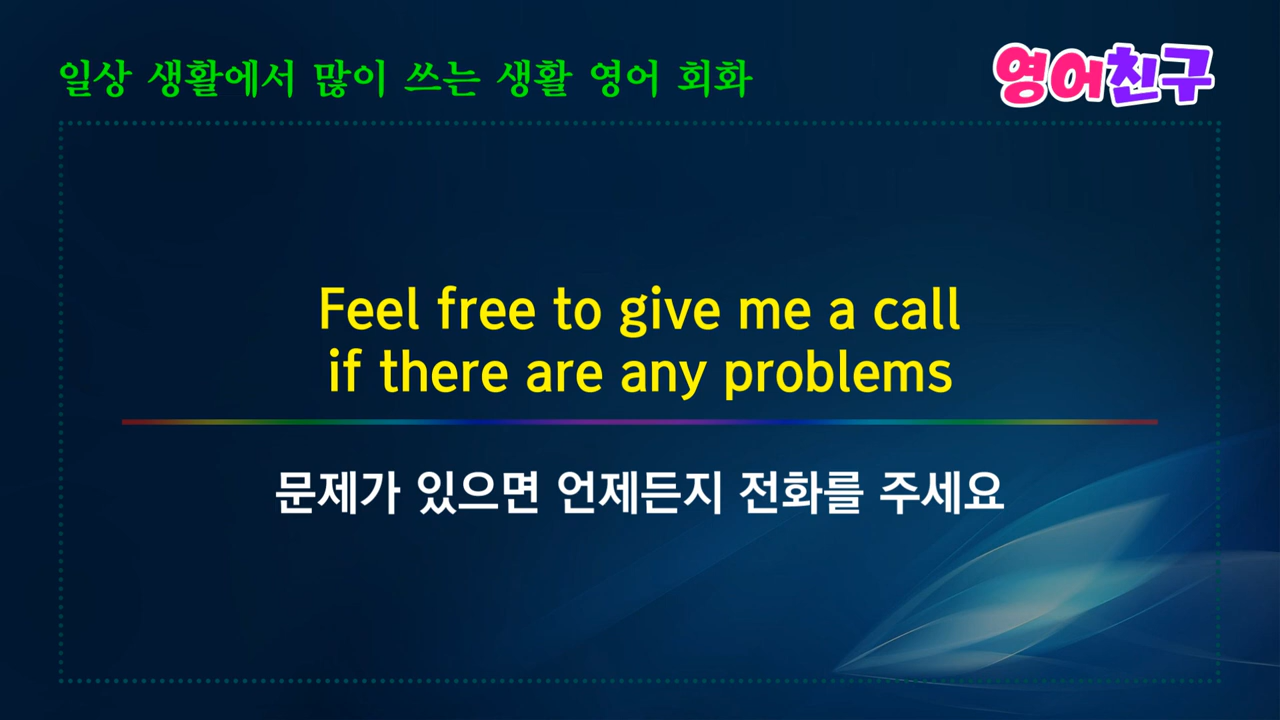 일상 생활에서 많이 쓰는 생활 영어 회화
영어친구
Feel free to give me a call
if there are any problems
문제가 있으면 언제든지 전화를 주세요